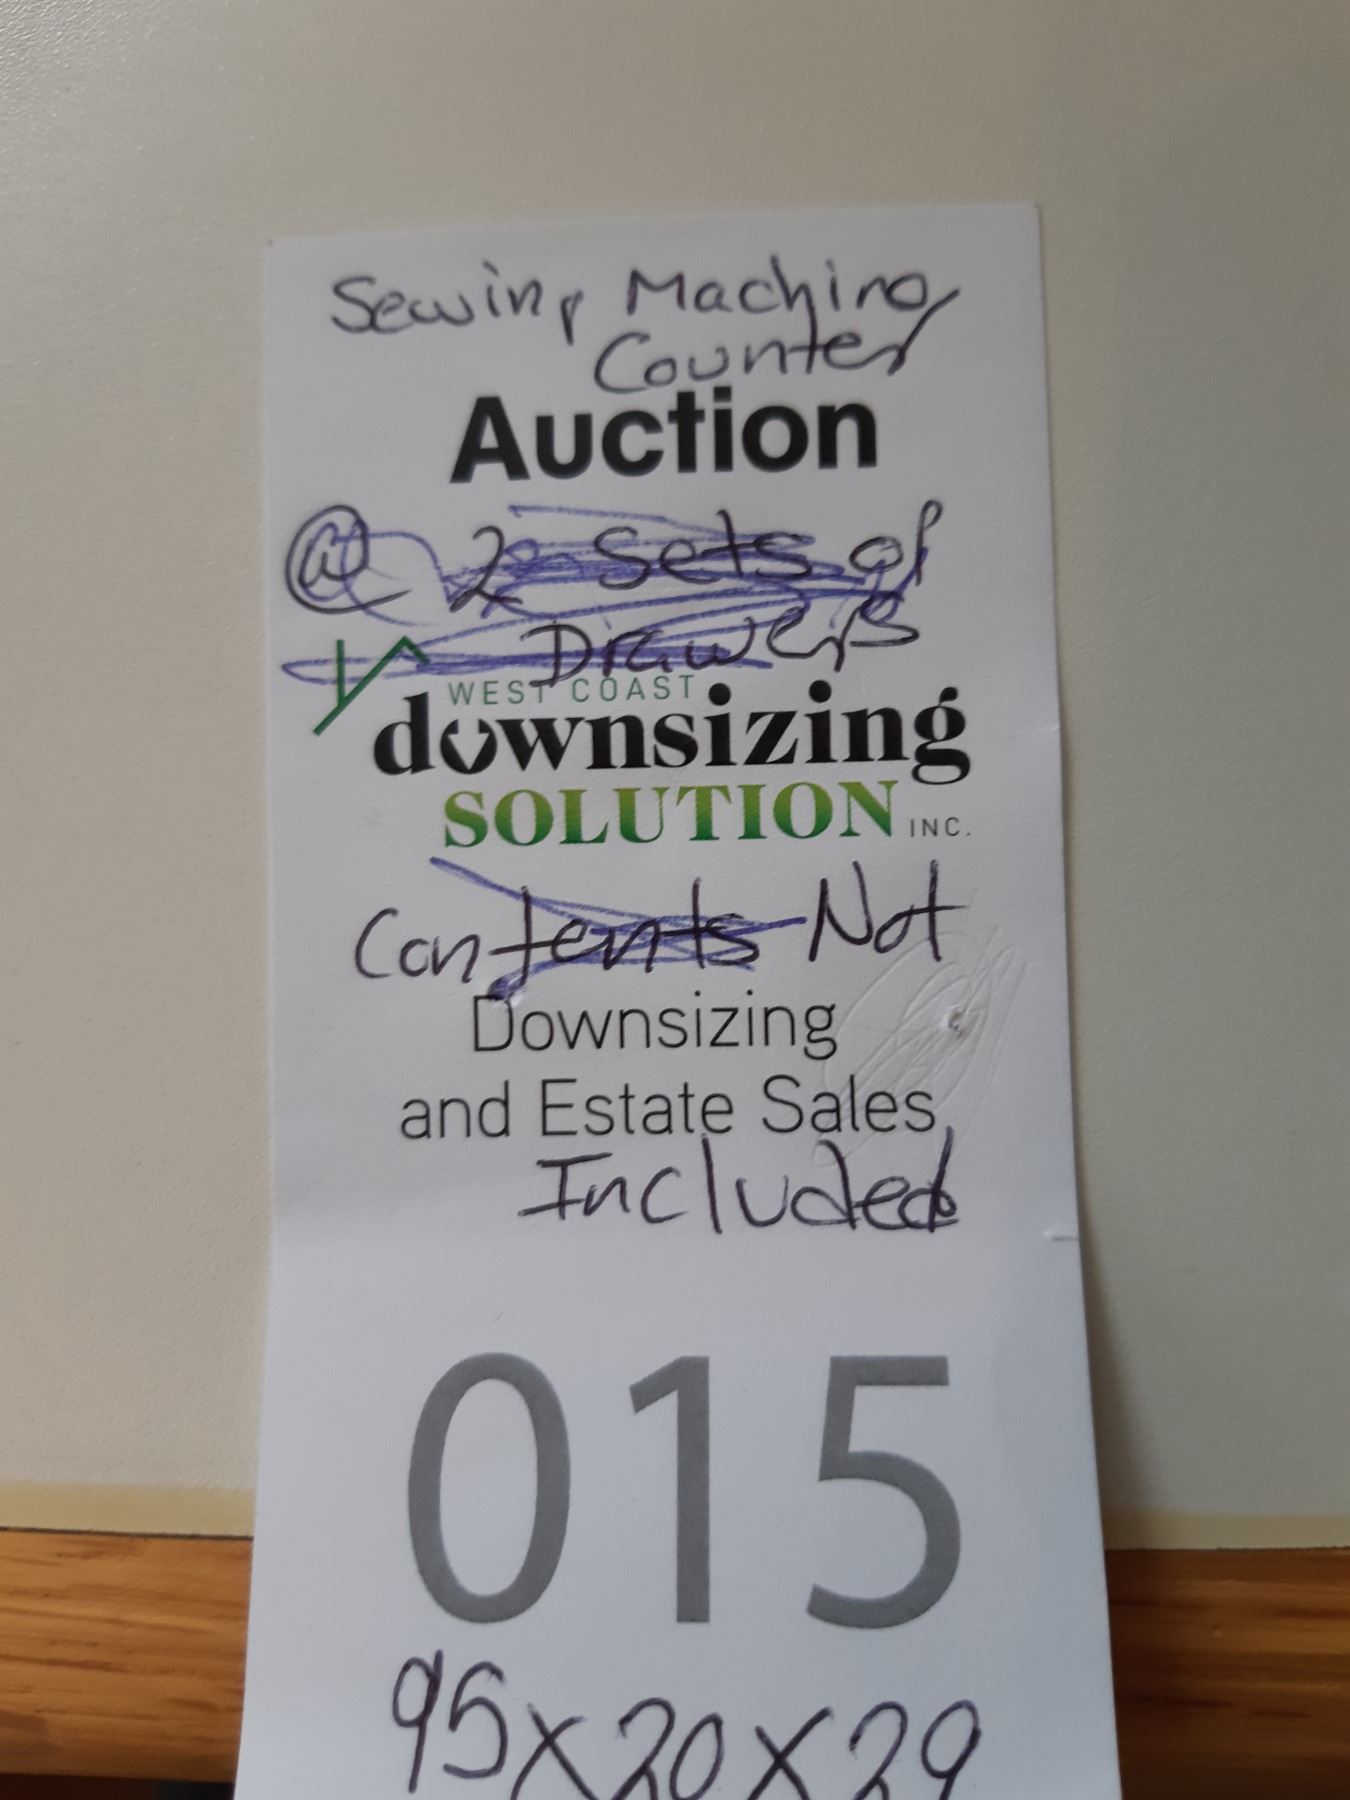 Sewing Machine
Counter
Auction
@ 2 Sets of
Drawers
WEST COAST
downsizing
SOLUTION INC.
Contents Not
Downsizing
and Estate Sales
Included
015
95x20x29